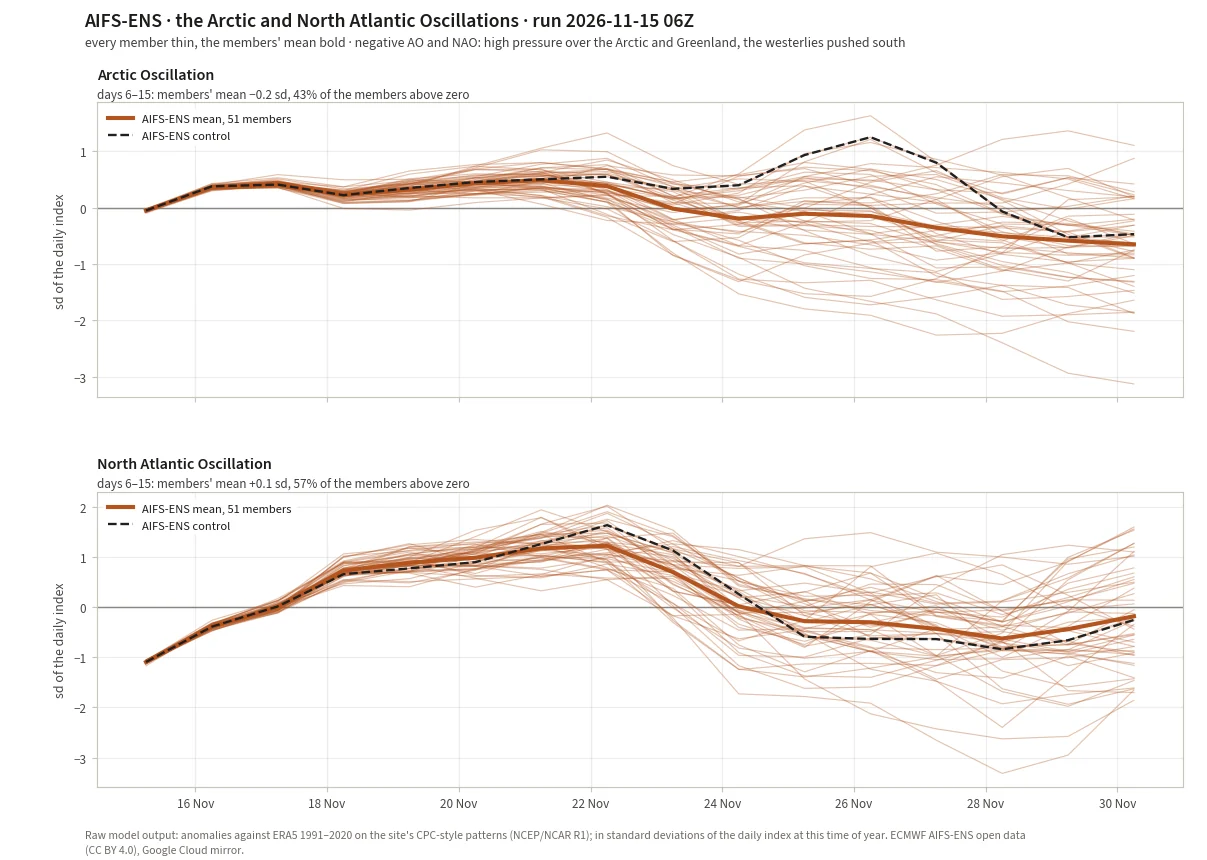 AIFS-ENS · the Arctic and North Atlantic Oscillations · run 2026-11-15 06Z
every member thin, the members' mean bold · negative AO and NAO: high pressure over the Arctic and Greenland, the westerlies pushed south
Arctic Oscillation
days 6–15: members' mean −0.2 sd, 43% of the members above zero
AIFS-ENS mean, 51 members
AIFS-ENS control
sd of the daily index
1
0
−1
−2
−3
North Atlantic Oscillation
days 6–15: members' mean +0.1 sd, 57% of the members above zero
AIFS-ENS mean, 51 members
AIFS-ENS control
sd of the daily index
2
1
0
−1
−2
−3
16 Nov 18 Nov 20 Nov 22 Nov 24 Nov 26 Nov 28 Nov 30 Nov
Raw model output: anomalies against ERA5 1991–2020 on the site's CPC-style patterns (NCEP/NCAR R1); in standard deviations of the daily index at this time of year. ECMWF AIFS-ENS open data
(CC BY 4.0), Google Cloud mirror.